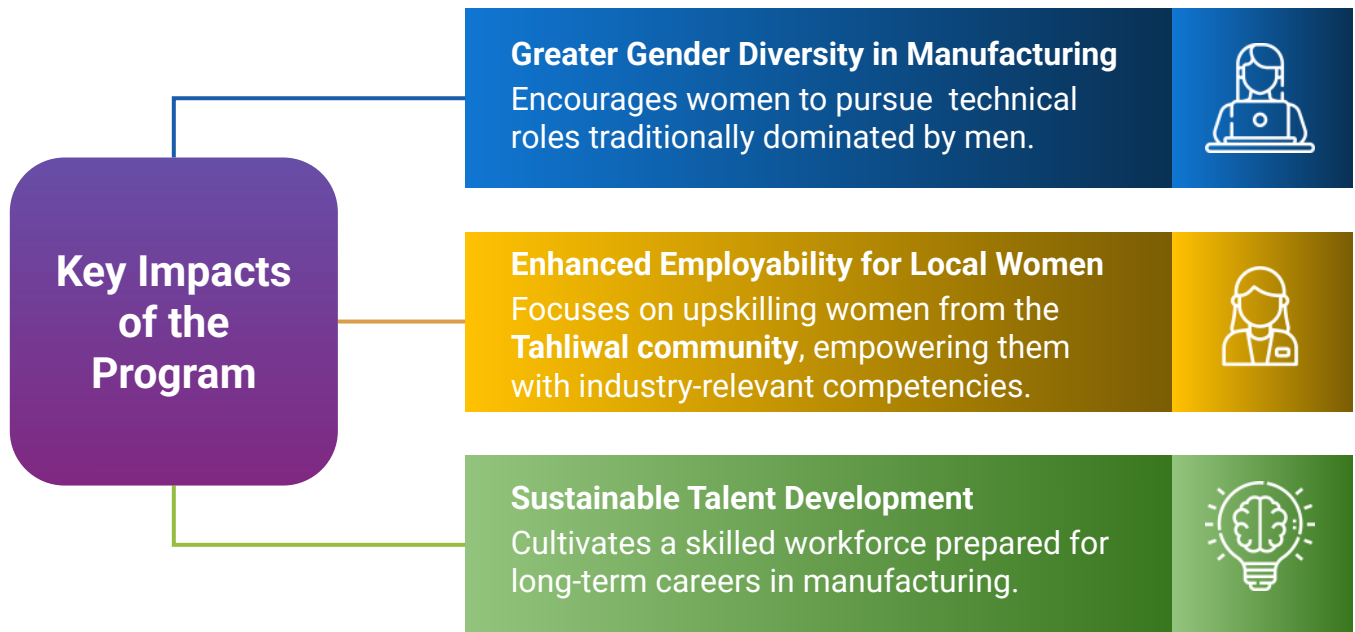 Key Impacts
of the
Program
Greater Gender Diversity in Manufacturing
Encourages women to pursue  technical
roles traditionally dominated by men.
Enhanced Employability for Local Women
Focuses on upskilling women from the
Tahliwal community, empowering them
with industry-relevant competencies.
Sustainable Talent Development
Cultivates a skilled workforce prepared for
long-term careers in manufacturing.